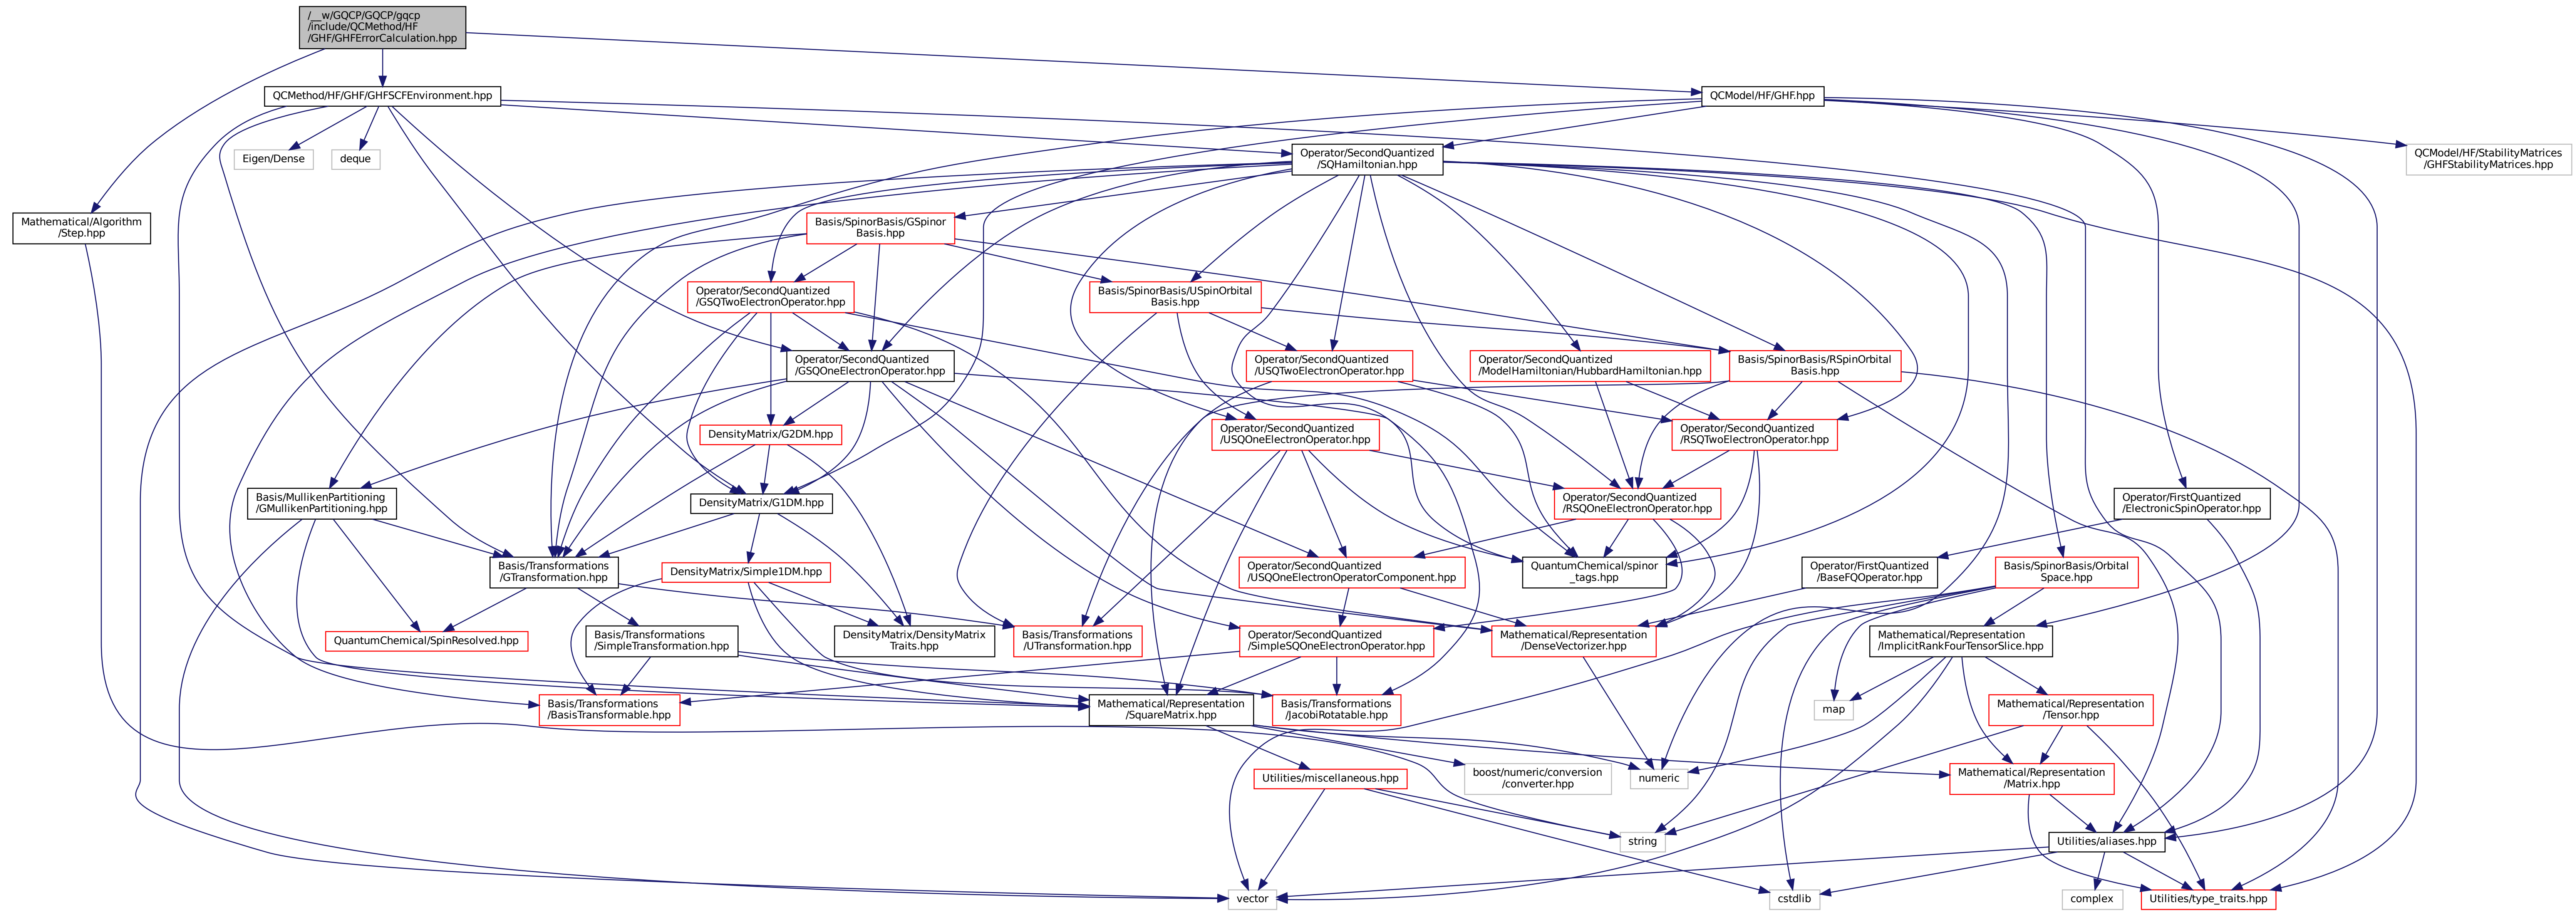 /__w/GQCP/GQCP/gqcp
/include/QCMethod/HF
/GHF/GHFErrorCalculation.hpp
QCMethod/HF/GHF/GHFSCFEnvironment.hpp
QCModel/HF/GHF.hpp
Eigen/Dense
deque
Operator/SecondQuantized
/SQHamiltonian.hpp
QCModel/HF/StabilityMatrices
/GHFStabilityMatrices.hpp
Mathematical/Algorithm
/Step.hpp
Basis/SpinorBasis/GSpinor
Basis.hpp
Operator/SecondQuantized
/GSQTwoElectronOperator.hpp
Basis/SpinorBasis/USpinOrbital
Basis.hpp
Operator/SecondQuantized
/GSQOneElectronOperator.hpp
Operator/SecondQuantized
/USQTwoElectronOperator.hpp
Operator/SecondQuantized
/ModelHamiltonian/HubbardHamiltonian.hpp
Basis/SpinorBasis/RSpinOrbital
Basis.hpp
DensityMatrix/G2DM.hpp
Operator/SecondQuantized
/USQOneElectronOperator.hpp
Operator/SecondQuantized
/RSQTwoElectronOperator.hpp
Basis/MullikenPartitioning
/GMullikenPartitioning.hpp
DensityMatrix/G1DM.hpp
Operator/SecondQuantized
/RSQOneElectronOperator.hpp
Operator/FirstQuantized
/ElectronicSpinOperator.hpp
Basis/Transformations
/GTransformation.hpp
DensityMatrix/Simple1DM.hpp
Operator/SecondQuantized
/USQOneElectronOperatorComponent.hpp
QuantumChemical/spinor
_tags.hpp
Operator/FirstQuantized
/BaseFQOperator.hpp
Basis/SpinorBasis/Orbital
Space.hpp
QuantumChemical/SpinResolved.hpp
Basis/Transformations
/SimpleTransformation.hpp
DensityMatrix/DensityMatrix
Traits.hpp
Basis/Transformations
/UTransformation.hpp
Operator/SecondQuantized
/SimpleSQOneElectronOperator.hpp
Mathematical/Representation
/DenseVectorizer.hpp
Mathematical/Representation
/ImplicitRankFourTensorSlice.hpp
Basis/Transformations
/BasisTransformable.hpp
Mathematical/Representation
/SquareMatrix.hpp
Basis/Transformations
/JacobiRotatable.hpp
map
Mathematical/Representation
/Tensor.hpp
Utilities/miscellaneous.hpp
boost/numeric/conversion
/converter.hpp
numeric
Mathematical/Representation
/Matrix.hpp
string
Utilities/aliases.hpp
vector
cstdlib
complex
Utilities/type_traits.hpp